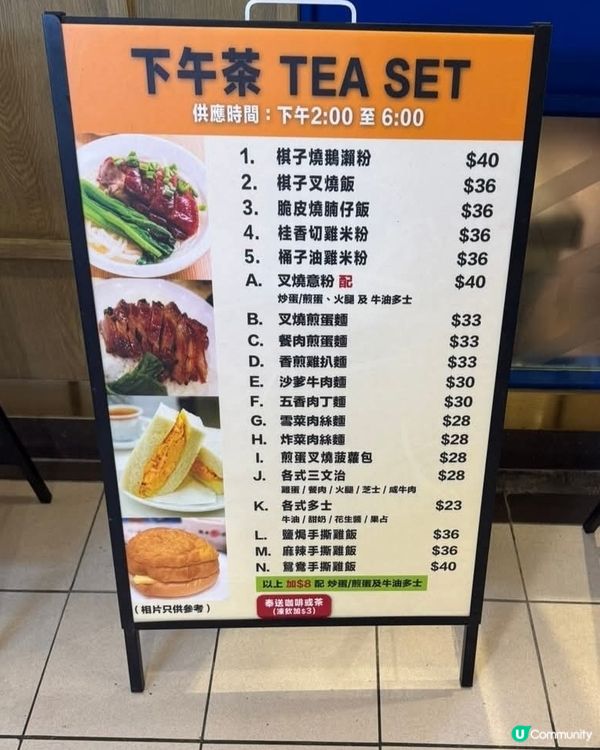 下午茶 TEA SET
供應時間：下午2:00 至 6:00
1. 棋子燒鵝瀨粉 $40
2. 棋子叉燒飯 $36
3. 脆皮燒腩仔飯 $36
4. 桂香切雞米粉 $36
5. 桶子油雞米粉 $36
A. 叉燒意粉 配 $40
炒蛋/煎蛋、火腿 及 牛油多士
B. 叉燒煎蛋麵 $33
C. 餐肉煎蛋麵 $33
D. 香煎雞扒麵 $33
E. 沙爹牛肉麵 $30
F. 五香肉丁麵 $30
G. 雪菜肉絲麵 $28
H. 炸菜肉絲麵 $28
I. 煎蛋叉燒菠蘿包 $28
J. 各式三文治 $28
雞蛋 / 餐肉 / 火腿 / 芝士 / 咸牛肉
K. 各式多士 $23
牛油 / 甜奶 / 花生醬 / 果占
L. 鹽焗手撕雞飯 $36
M. 麻辣手撕雞飯 $36
N. 鴛鴦手撕雞飯 $40
以上 加$8 配 炒蛋/煎蛋及牛油多士
奉送咖啡或茶
(凍飲加$3)
(相片只供參考)
U Community